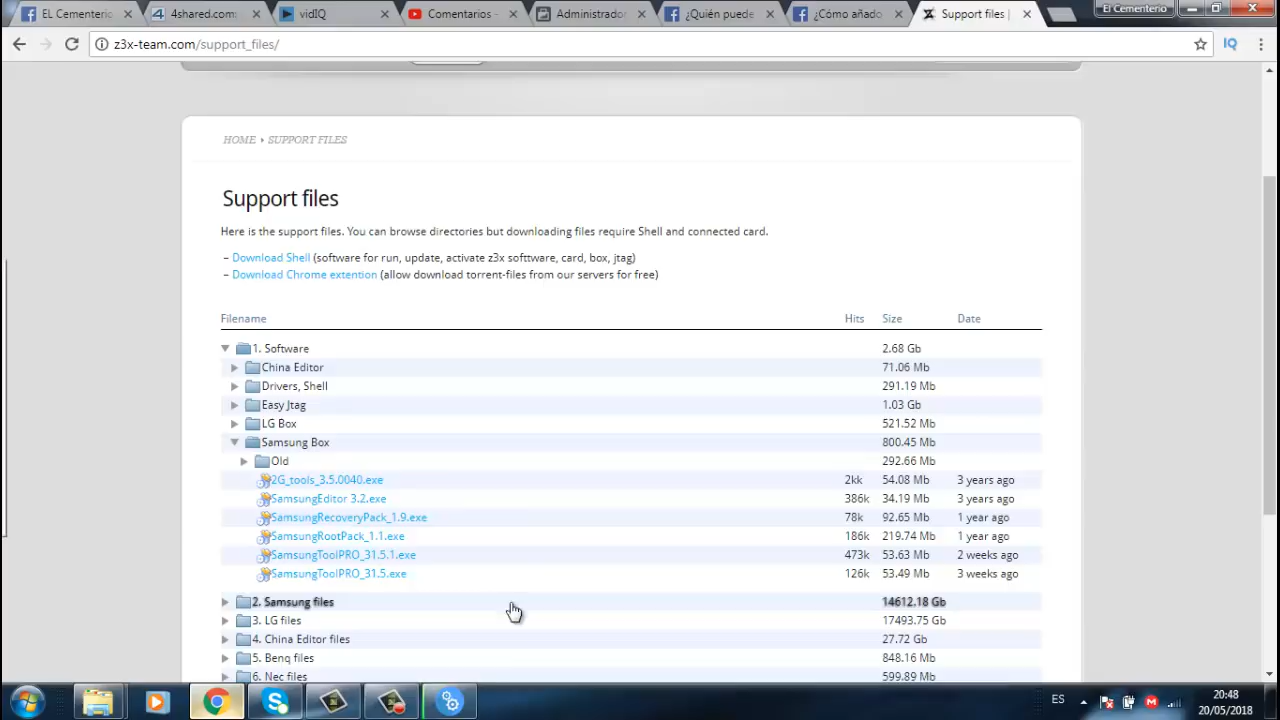 EL Cementerio
4shared.com:
vidIQ
Comentarios -
Administrador
¿Quién puede
¿Cómo añado
Support files |
El Cementerio
z3x-team.com/support_files/
IQ
HOME ▸ SUPPORT FILES
Support files
Here is the support files. You can browse directories but downloading files require Shell and connected card.
– Download Shell (software for run, update, activate z3x softtware, card, box, jtag)
– Download Chrome extention (allow download torrent-files from our servers for free)
Filename Hits Size Date
1. Software 2.68 Gb
China Editor 71.06 Mb
Drivers, Shell 291.19 Mb
Easy Jtag 1.03 Gb
LG Box 521.52 Mb
Samsung Box 800.45 Mb
Old 292.66 Mb
2G_tools_3.5.0040.exe 2kk 54.08 Mb 3 years ago
SamsungEditor 3.2.exe 386k 34.19 Mb 3 years ago
SamsungRecoveryPack_1.9.exe 78k 92.65 Mb 1 year ago
SamsungRootPack_1.1.exe 186k 219.74 Mb 1 year ago
SamsungToolPRO_31.5.1.exe 473k 53.63 Mb 2 weeks ago
SamsungToolPRO_31.5.exe 126k 53.49 Mb 3 weeks ago
2. Samsung files 14612.18 Gb
3. LG files 17493.75 Gb
4. China Editor files 27.72 Gb
5. Benq files 848.16 Mb
6. Nec files 599.89 Mb
ES
20:48
20/05/2018